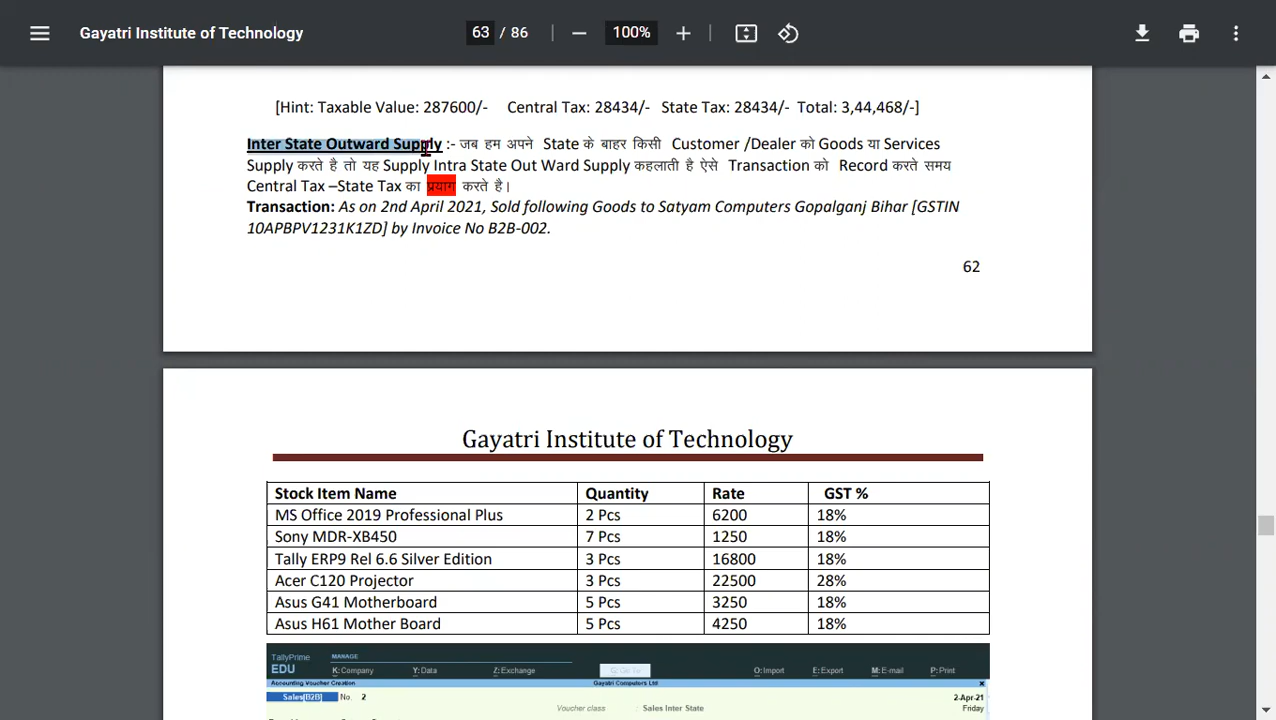 Gayatri Institute of Technology 63 / 86 100%
[Hint: Taxable Value: 287600/- Central Tax: 28434/- State Tax: 28434/- Total: 3,44,468/-]
Inter State Outward Supply :- जब हम अपने State के बाहर किसी Customer /Dealer को Goods या Services
Supply करते है तो यह Supply Intra State Out Ward Supply कहलाती है ऐसे Transaction को Record करते समय
Central Tax –State Tax का प्रयाग करते है।
Transaction: As on 2nd April 2021, Sold following Goods to Satyam Computers Gopalganj Bihar [GSTIN
10APBPV1231K1ZD] by Invoice No B2B-002.
62
Gayatri Institute of Technology
Stock Item Name Quantity Rate GST %
MS Office 2019 Professional Plus 2 Pcs 6200 18%
Sony MDR-XB450 7 Pcs 1250 18%
Tally ERP9 Rel 6.6 Silver Edition 3 Pcs 16800 18%
Acer C120 Projector 3 Pcs 22500 28%
Asus G41 Motherboard 5 Pcs 3250 18%
Asus H61 Mother Board 5 Pcs 4250 18%
TallyPrime MANAGE
EDU K: Company Y: Data Z: Exchange O: Import E: Export M: E-mail P: Print
Accounting Voucher Creation Gayatri Computers Ltd
Sales[B2B] No. 2 2-Apr-21
Friday
Voucher class : Sales Inter State